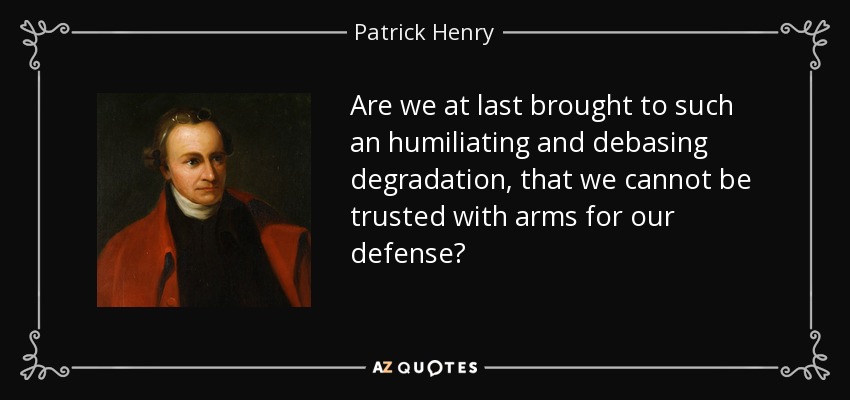 Patrick Henry
Are we at last brought to such
an humiliating and debasing
degradation, that we cannot be
trusted with arms for our
defense?
AZ QUOTES